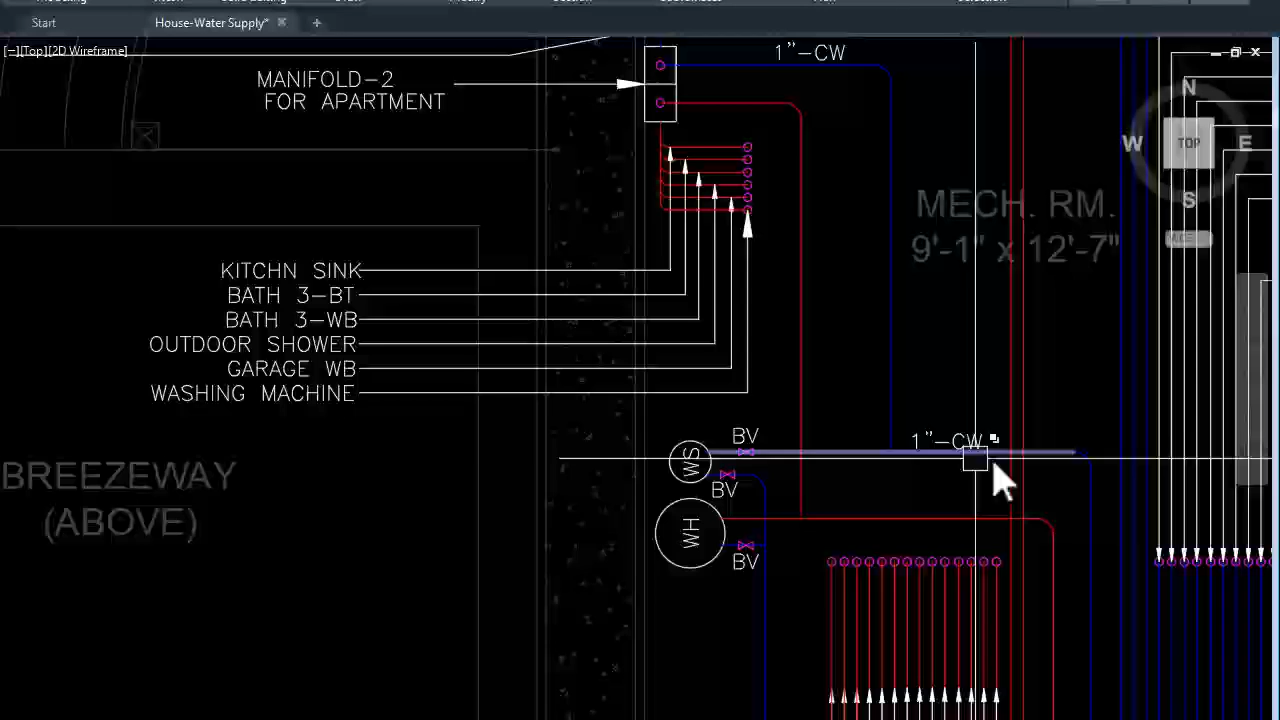 Start
House-Water Supply*
[−][Top][2D Wireframe]
1"-CW
MANIFOLD-2
FOR APARTMENT
N
W
TOP
E
S
MECH. RM.
9'-1" x 12'-7"
KITCHN SINK
BATH 3-BT
BATH 3-WB
OUTDOOR SHOWER
GARAGE WB
WASHING MACHINE
BV
1"-CW
WS
BV
BREEZEWAY
(ABOVE)
WH
BV